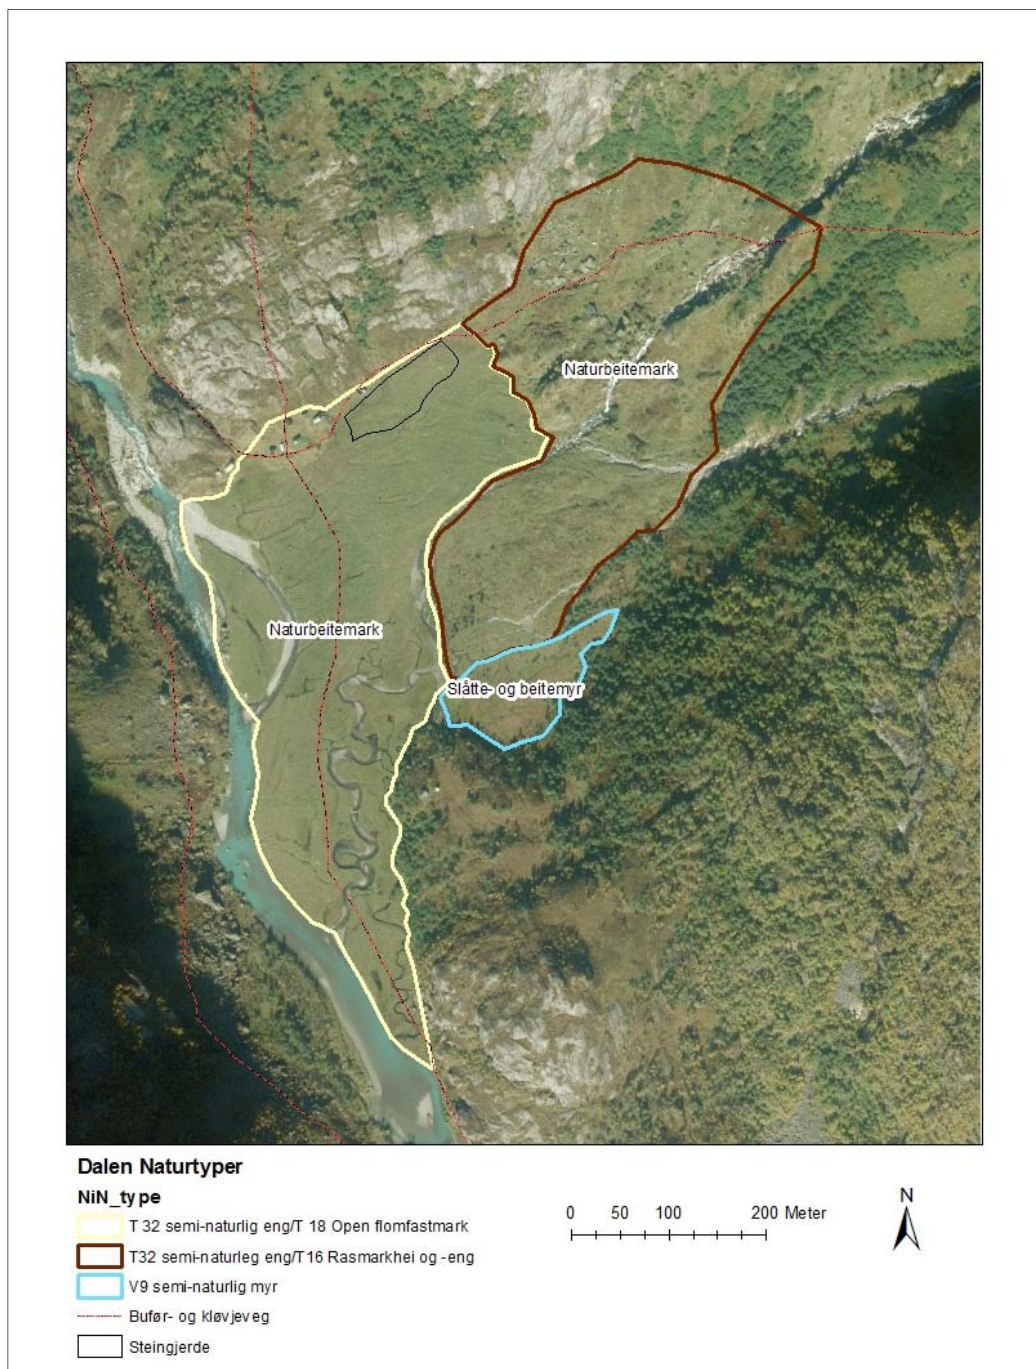 Naturbeitemark
Naturbeitemark
Slåtte- og beitemyr
Dalen Naturtyper
NiN_type
T 32 semi-naturlig eng/T 18 Open flomfastmark
T32 semi-naturleg eng/T16 Rasmarkhei og -eng
V9 semi-naturlig myr
Bufør- og kløvjeveg
Steingjerde
0 50 100 200 Meter
N